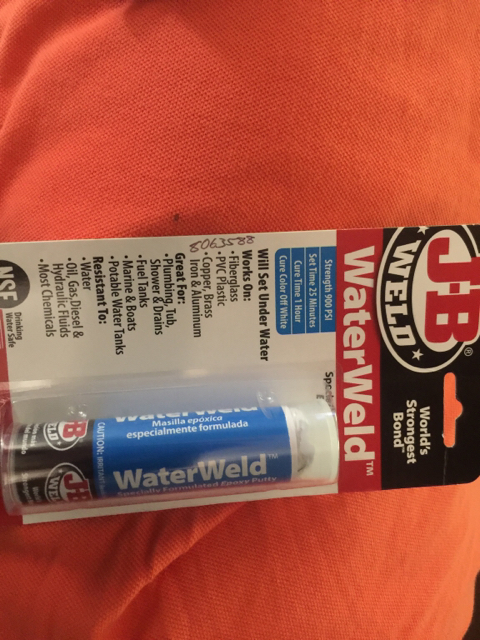 J-B
WELD
®
World's
Strongest
Bond™
WaterWeld™
Strength 900 PSI
Set Time 25 Minutes
Cure Time 1 Hour
Cure Color Off White
Will Set Under Water
Works On:
•Fiberglass
•PVC Plastic
•Copper, Brass
Iron & Aluminum
Great For:
•Plumbing, Tub,
Shower & Drains
•Fuel Tanks
•Marine & Boats
•Potable Water Tanks
Resistant To:
•Water
•Oil, Gas, Diesel &
Hydraulic Fluids
•Most Chemicals
NSF
Drinking
Water Safe
WaterWeld
Masilla epóxica
especialmente formulada
CAUTION:
WaterWeld™
Specially Formulated Epoxy Putty